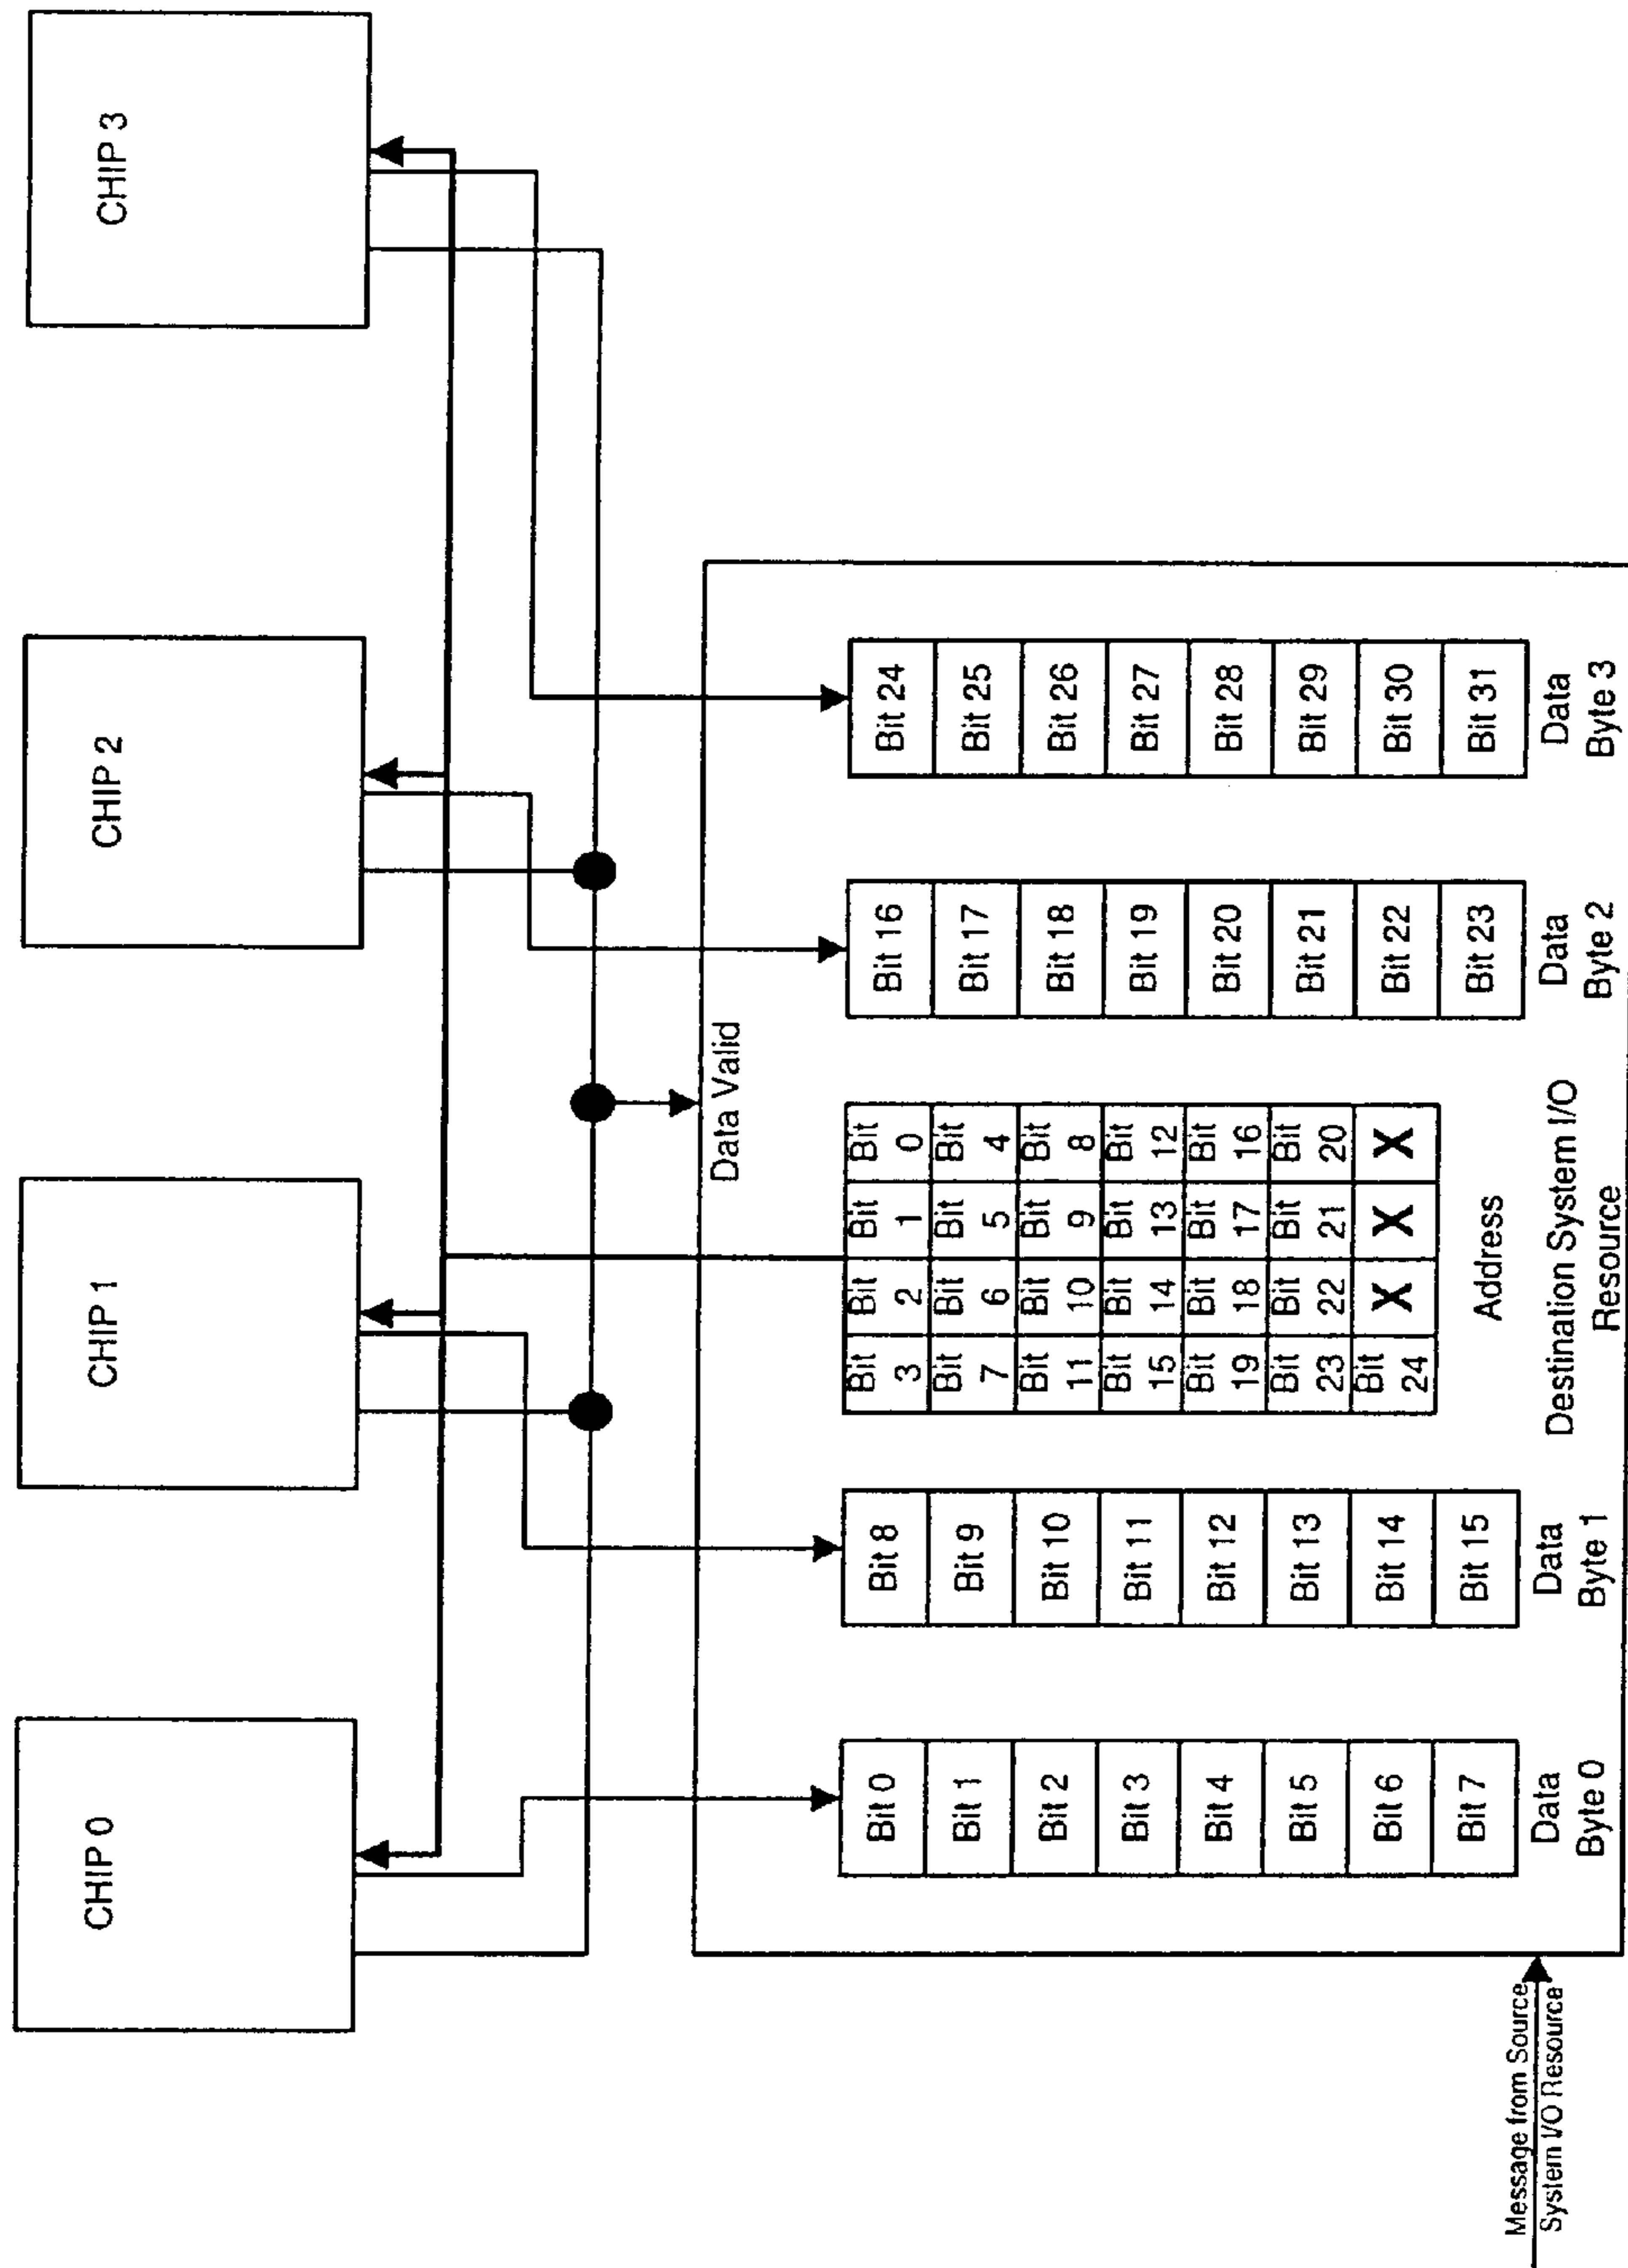 CHIP 0
CHIP 1
CHIP 2
CHIP 3
Data Valid
Bit 0
Bit 1
Bit 2
Bit 3
Bit 4
Bit 5
Bit 6
Bit 7
Data
Byte 0
Bit 8
Bit 9
Bit 10
Bit 11
Bit 12
Bit 13
Bit 14
Bit 15
Data
Byte 1
Bit Bit Bit Bit
3 2 1 0
Bit Bit Bit Bit
7 6 5 4
Bit Bit Bit Bit
11 10 9 8
Bit Bit Bit Bit
15 14 13 12
Bit Bit Bit Bit
19 18 17 16
Bit Bit Bit Bit
23 22 21 20
Bit X X X
24
Address
Destination System I/O
Resource
Bit 16
Bit 17
Bit 18
Bit 19
Bit 20
Bit 21
Bit 22
Bit 23
Data
Byte 2
Bit 24
Bit 25
Bit 26
Bit 27
Bit 28
Bit 29
Bit 30
Bit 31
Data
Byte 3
Message from Source
System I/O Resource